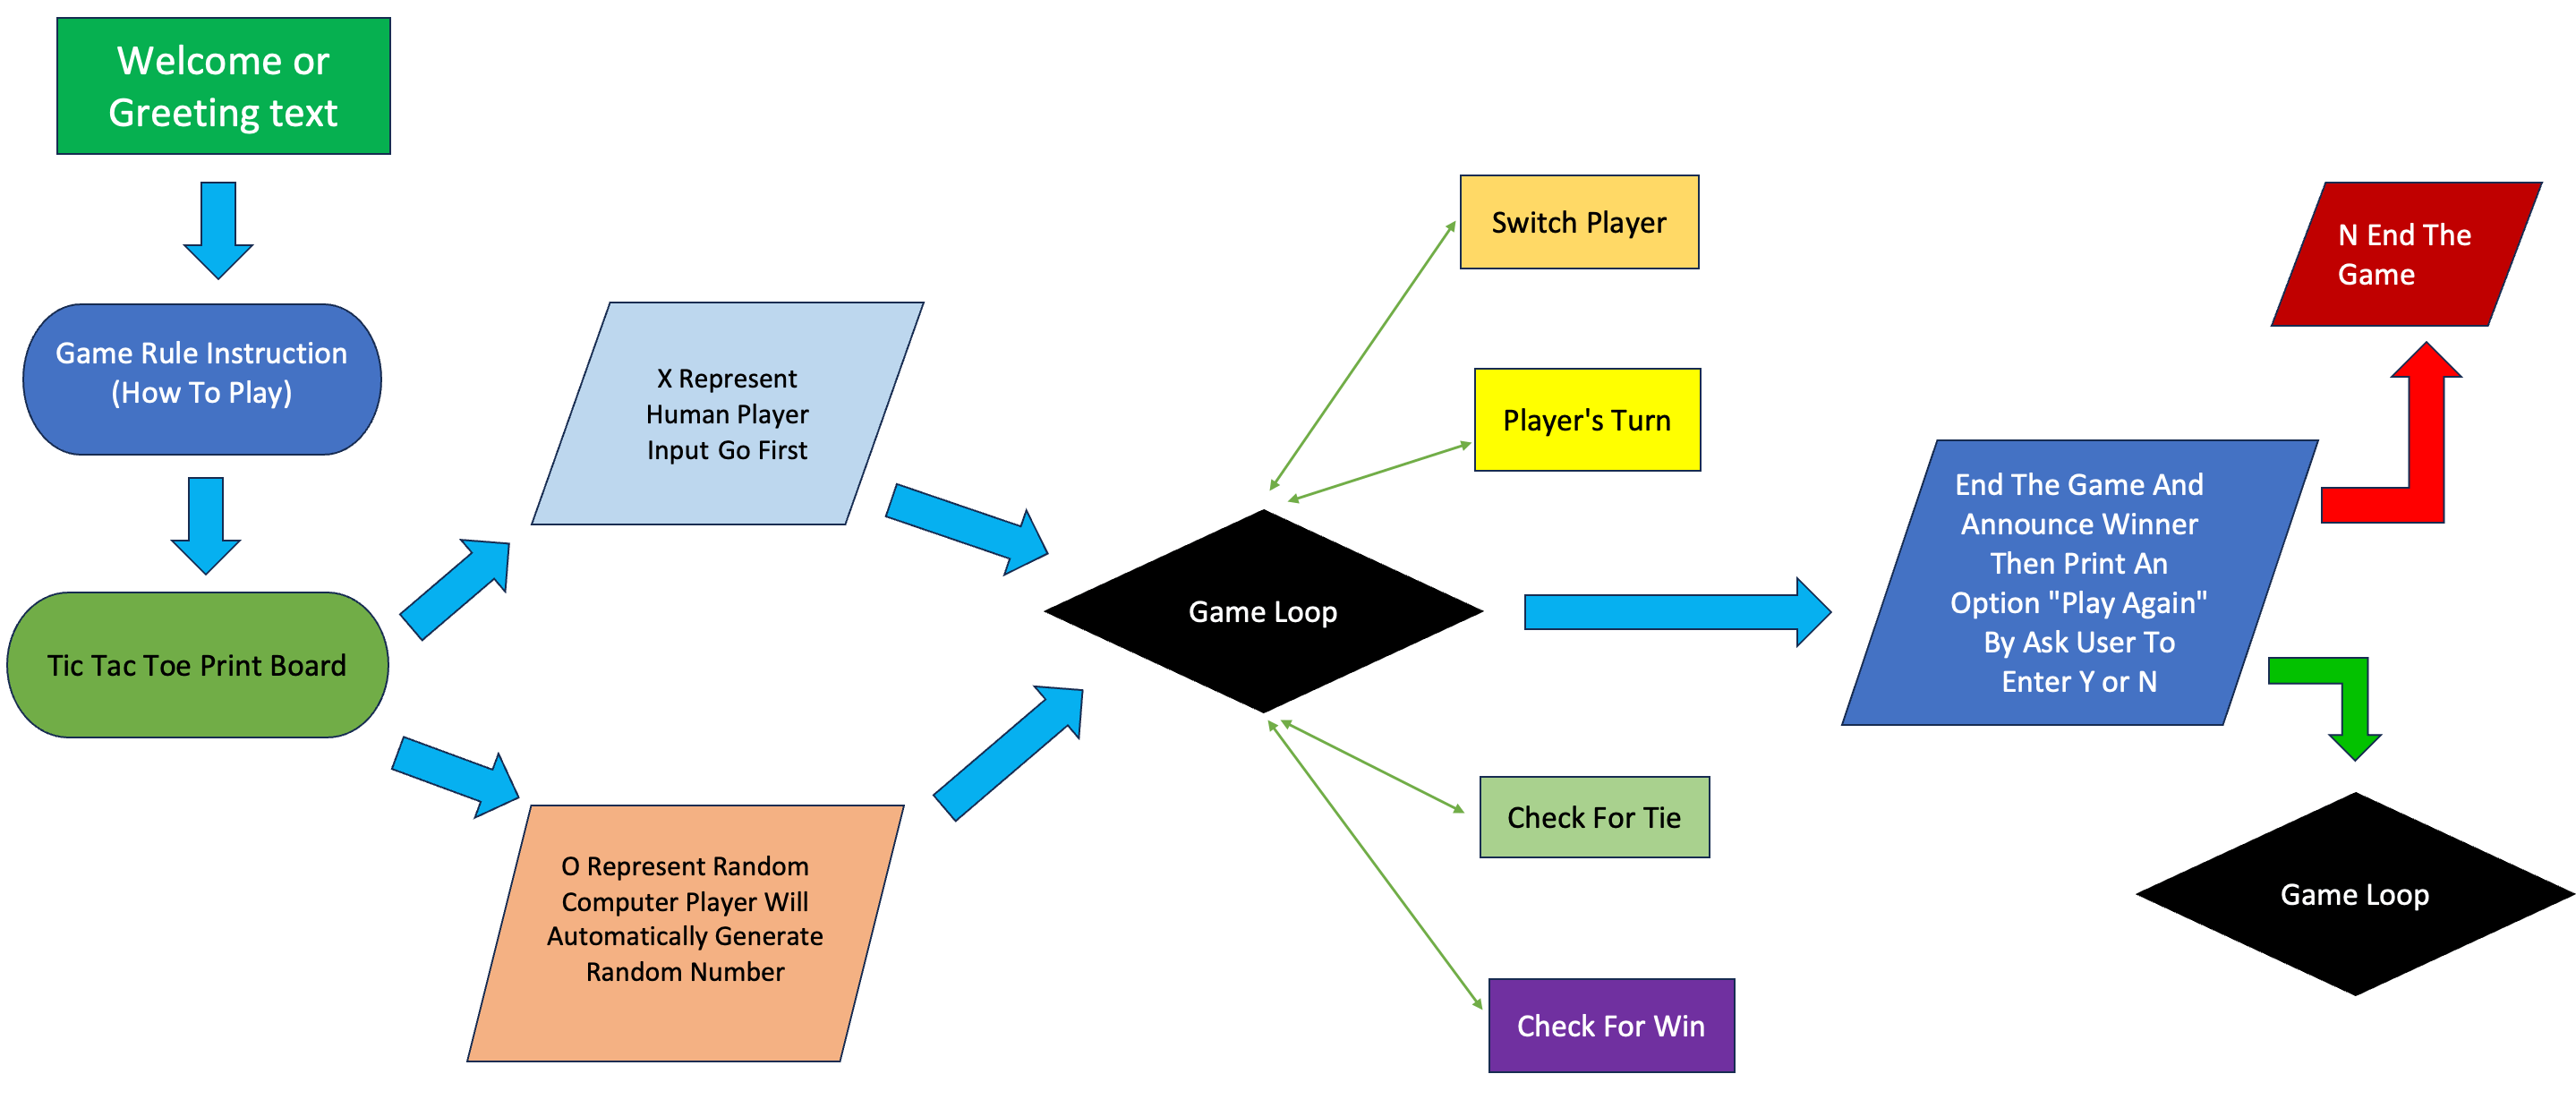 Welcome or
Greeting text
Game Rule Instruction
(How To Play)
Tic Tac Toe Print Board
X Represent
Human Player
Input Go First
O Represent Random
Computer Player Will
Automatically Generate
Random Number
Game Loop
Switch Player
Player's Turn
Check For Tie
Check For Win
End The Game And
Announce Winner
Then Print An
Option "Play Again"
By Ask User To
Enter Y or N
N End The
Game
Game Loop